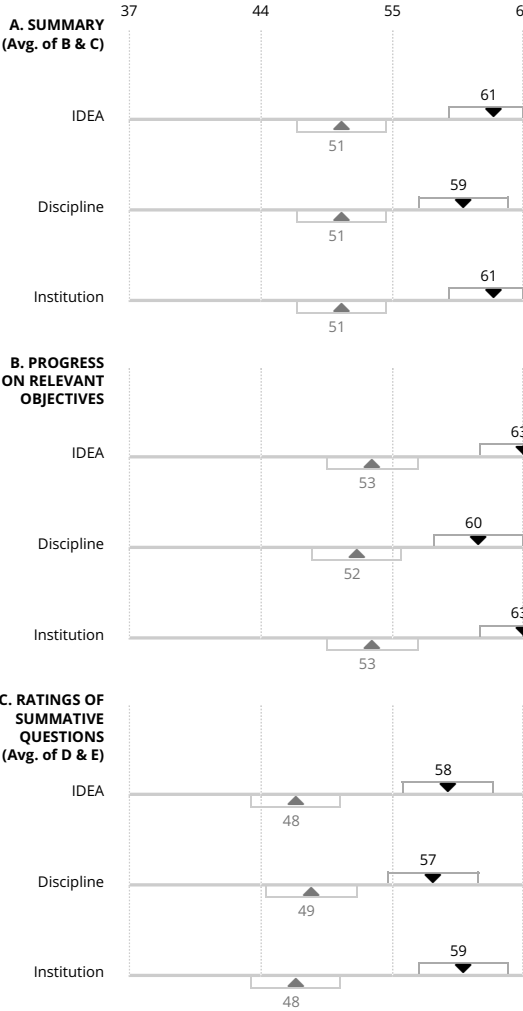 37 44 55
A. SUMMARY
(Avg. of B & C)
61
IDEA
51
59
Discipline
51
61
Institution
51
B. PROGRESS
ON RELEVANT
OBJECTIVES
63
IDEA
53
60
Discipline
52
63
Institution
53
C. RATINGS OF
SUMMATIVE
QUESTIONS
(Avg. of D & E)
58
IDEA
48
57
Discipline
49
59
Institution
48